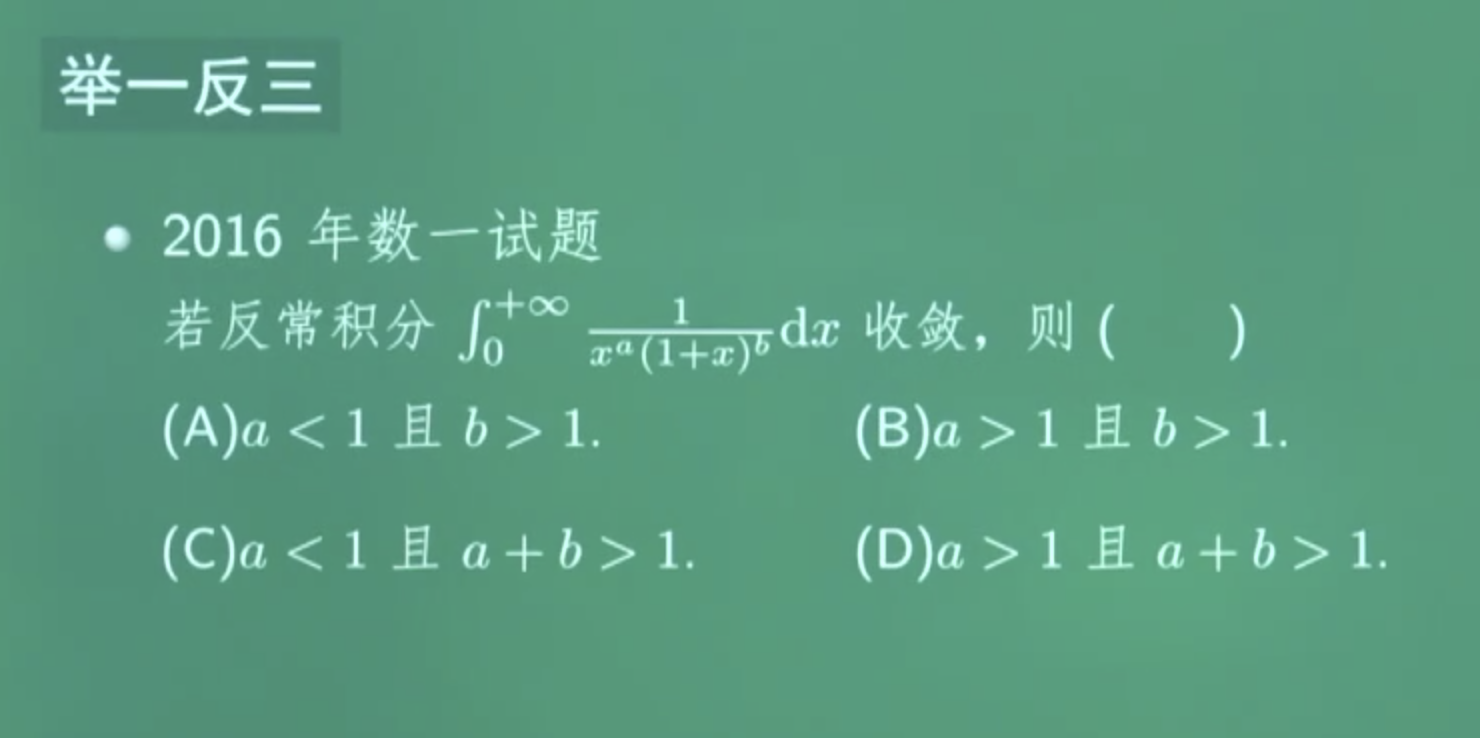 举一反三
2016 年数一试题
若反常积分 $\int_0^{+\infty} \frac{1}{x^a(1+x)^b} \mathrm{d}x$ 收敛，则 (    )
(A)$a < 1$ 且 $b > 1$. (B)$a > 1$ 且 $b > 1$.
(C)$a < 1$ 且 $a + b > 1$. (D)$a > 1$ 且 $a + b > 1$.